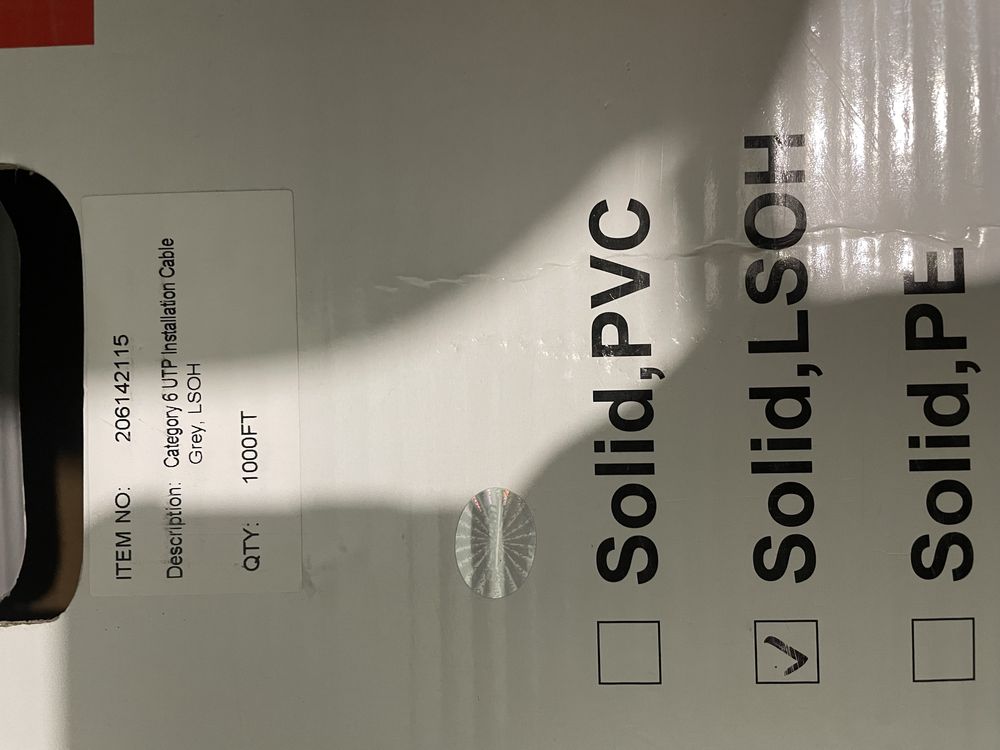 ITEM NO: 206142115
Description: Category 6 UTP Installation Cable
Grey, LSOH
QTY: 1000FT
Solid,PVC
Solid,LSOH
Solid,PE